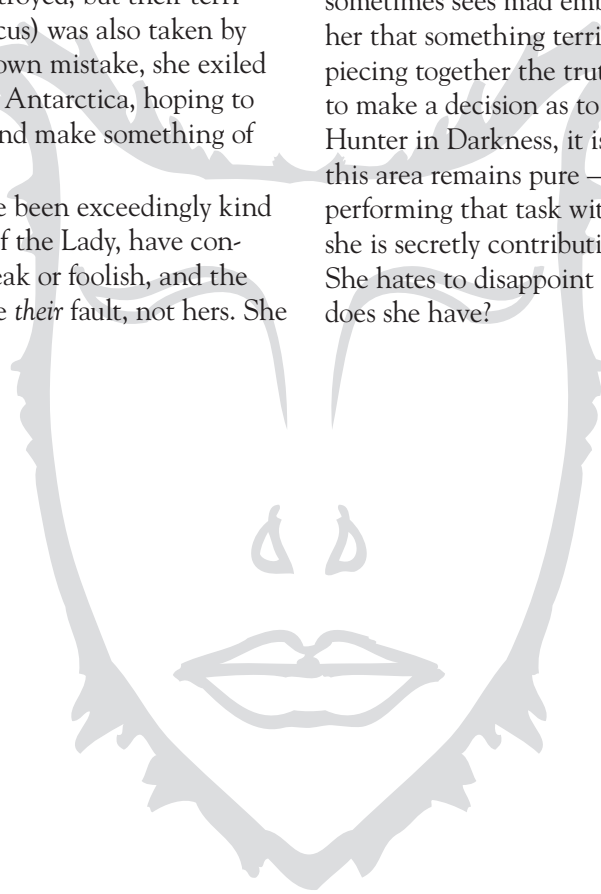 troyed, but their terri-
cus) was also taken by
own mistake, she exiled
Antarctica, hoping to
nd make something of
e been exceedingly kind
f the Lady, have con-
eak or foolish, and the
e their fault, not hers. She
sometimes sees mad emb
her that something terri
piecing together the trut
to make a decision as to
Hunter in Darkness, it is
this area remains pure —
performing that task wit
she is secretly contributi
She hates to disappoint
does she have?